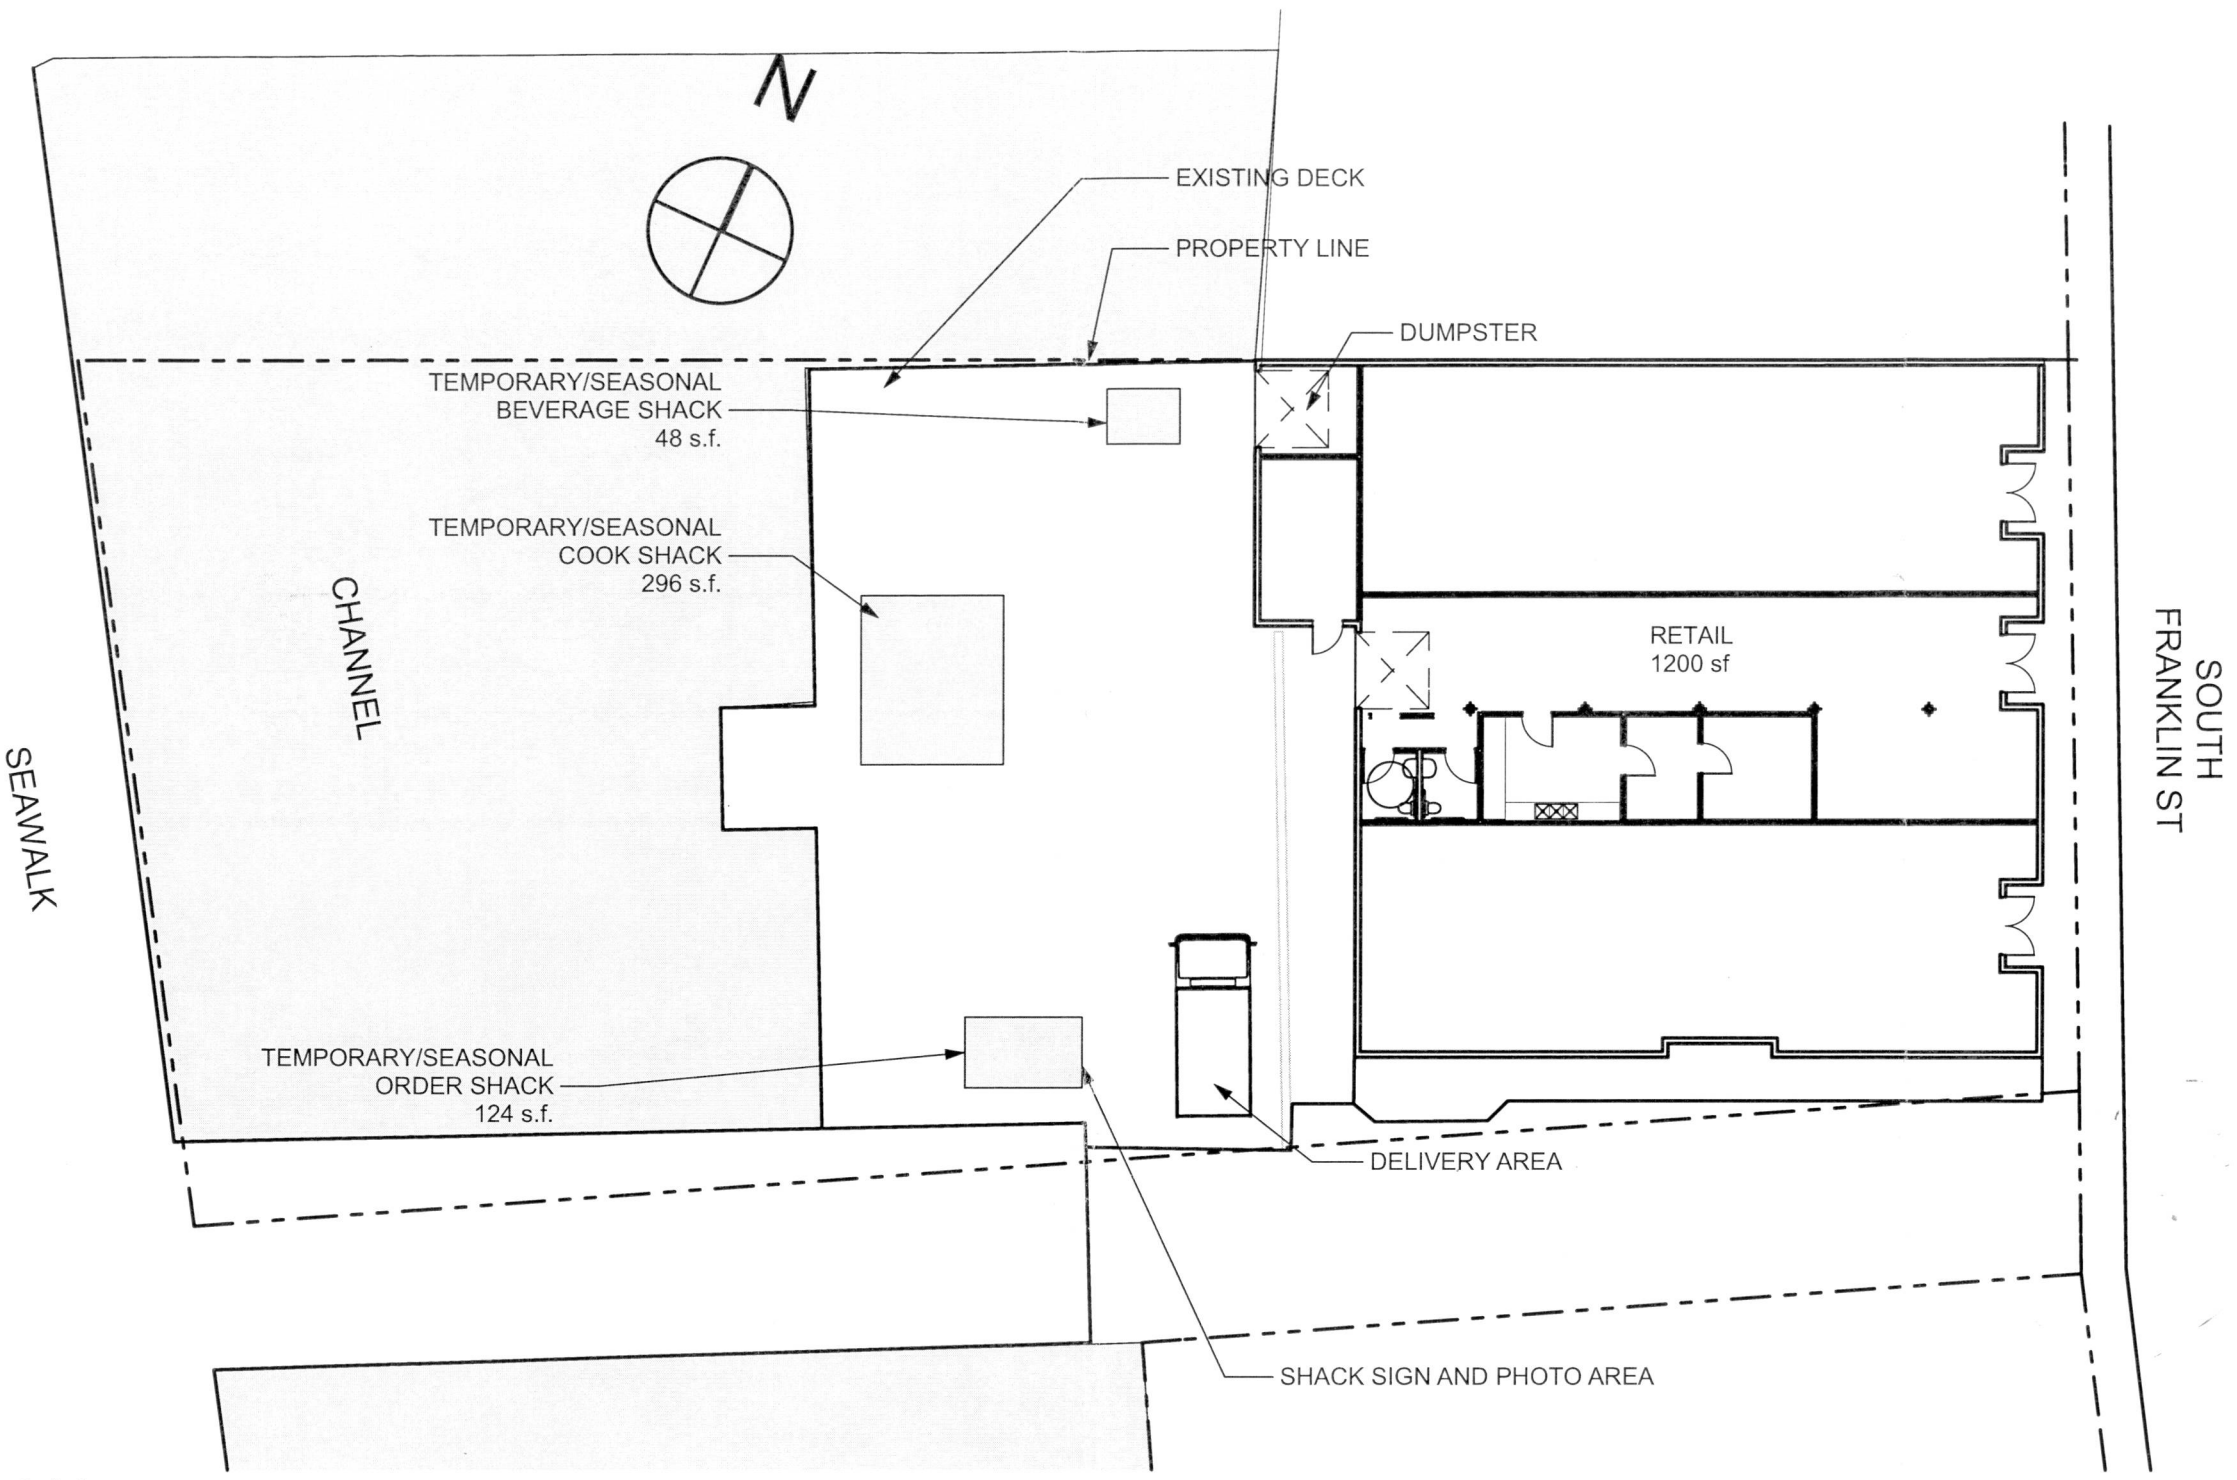 N
EXISTING DECK
PROPERTY LINE
DUMPSTER
TEMPORARY/SEASONAL
BEVERAGE SHACK
48 s.f.
TEMPORARY/SEASONAL
COOK SHACK
296 s.f.
CHANNEL
SEAWALK
RETAIL
1200 sf
SOUTH
FRANKLIN ST
TEMPORARY/SEASONAL
ORDER SHACK
124 s.f.
DELIVERY AREA
SHACK SIGN AND PHOTO AREA